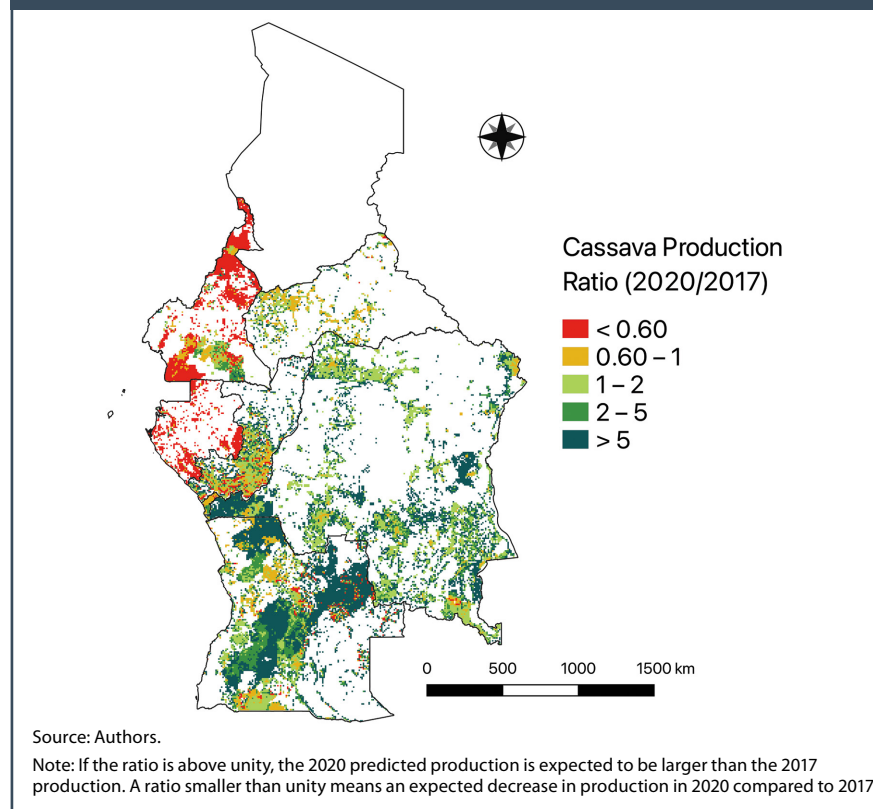 Cassava Production
Ratio (2020/2017)
< 0.60
0.60 – 1
1 – 2
2 – 5
> 5
0 500 1000 1500 km
Source: Authors.
Note: If the ratio is above unity, the 2020 predicted production is expected to be larger than the 2017
production. A ratio smaller than unity means an expected decrease in production in 2020 compared to 2017